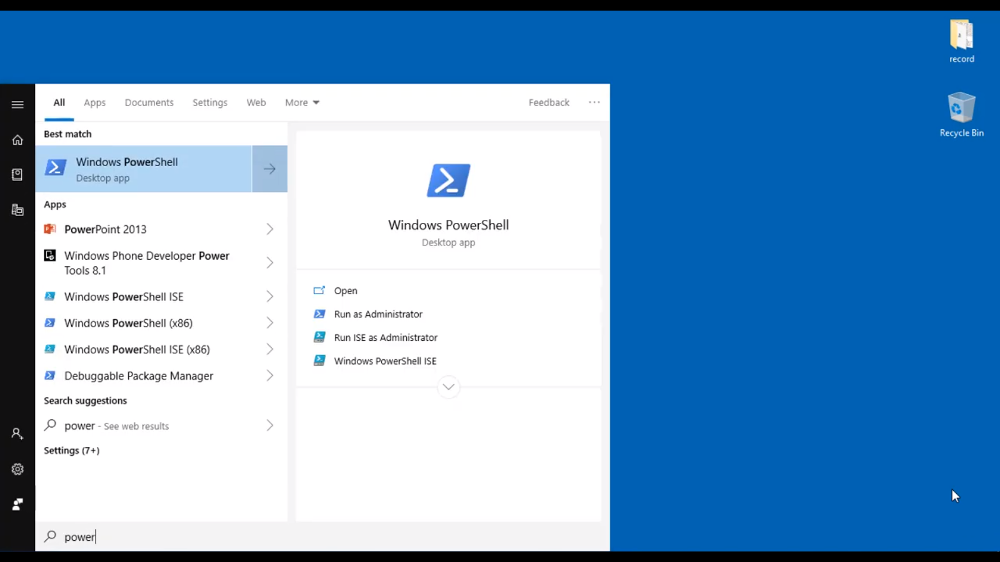 record
Recycle Bin
All Apps Documents Settings Web More Feedback ...
Best match
Windows PowerShell
Desktop app
Apps
PowerPoint 2013
Windows Phone Developer Power
Tools 8.1
Windows PowerShell ISE
Windows PowerShell (x86)
Windows PowerShell ISE (x86)
Debuggable Package Manager
Search suggestions
power - See web results
Settings (7+)
Windows PowerShell
Desktop app
Open
Run as Administrator
Run ISE as Administrator
Windows PowerShell ISE
power